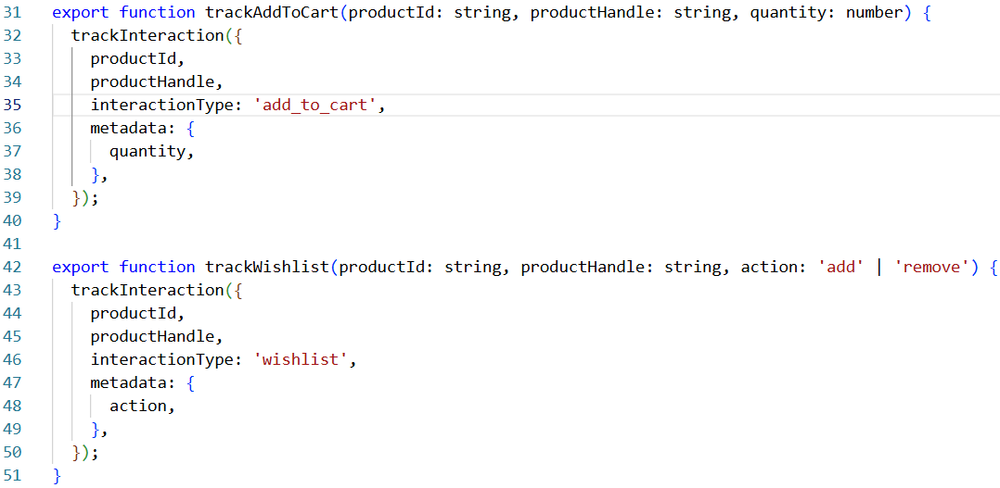 31 export function trackAddToCart(productId: string, productHandle: string, quantity: number) {
32   trackInteraction({
33     productId,
34     productHandle,
35     interactionType: 'add_to_cart',
36     metadata: {
37       quantity,
38     },
39   });
40 }
41
42 export function trackWishlist(productId: string, productHandle: string, action: 'add' | 'remove') {
43   trackInteraction({
44     productId,
45     productHandle,
46     interactionType: 'wishlist',
47     metadata: {
48       action,
49     },
50   });
51 }